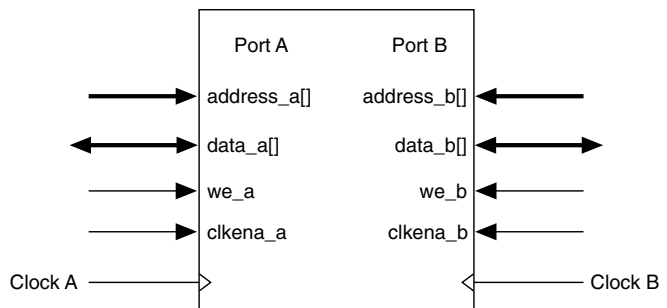 Port A Port B
address_a[] address_b[]
data_a[] data_b[]
we_a we_b
clkena_a clkena_b
Clock A Clock B